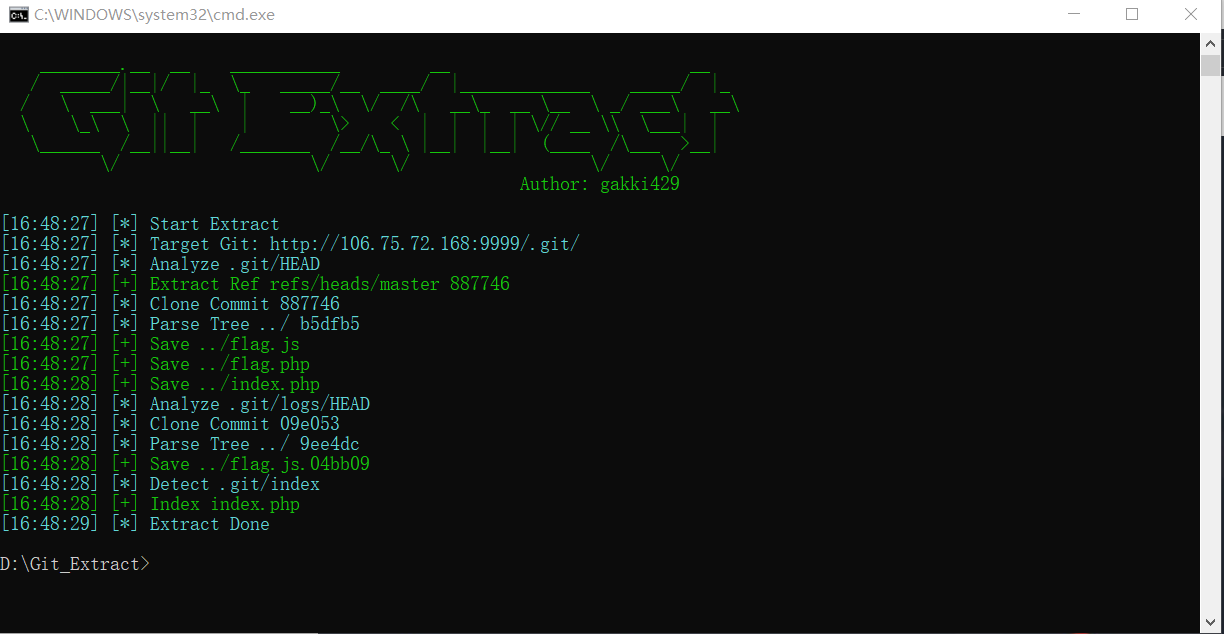 C:\WINDOWS\system32\cmd.exe
Git Extract
Author: gakki429
[16:48:27] [*] Start Extract
[16:48:27] [*] Target Git: http://106.75.72.168:9999/.git/
[16:48:27] [*] Analyze .git/HEAD
[16:48:27] [+] Extract Ref refs/heads/master 887746
[16:48:27] [*] Clone Commit 887746
[16:48:27] [*] Parse Tree ../ b5dfb5
[16:48:27] [+] Save ../flag.js
[16:48:27] [+] Save ../flag.php
[16:48:28] [+] Save ../index.php
[16:48:28] [*] Analyze .git/logs/HEAD
[16:48:28] [*] Clone Commit 09e053
[16:48:28] [*] Parse Tree ../ 9ee4dc
[16:48:28] [+] Save ../flag.js.04bb09
[16:48:28] [*] Detect .git/index
[16:48:28] [+] Index index.php
[16:48:29] [*] Extract Done
D:\Git_Extract>